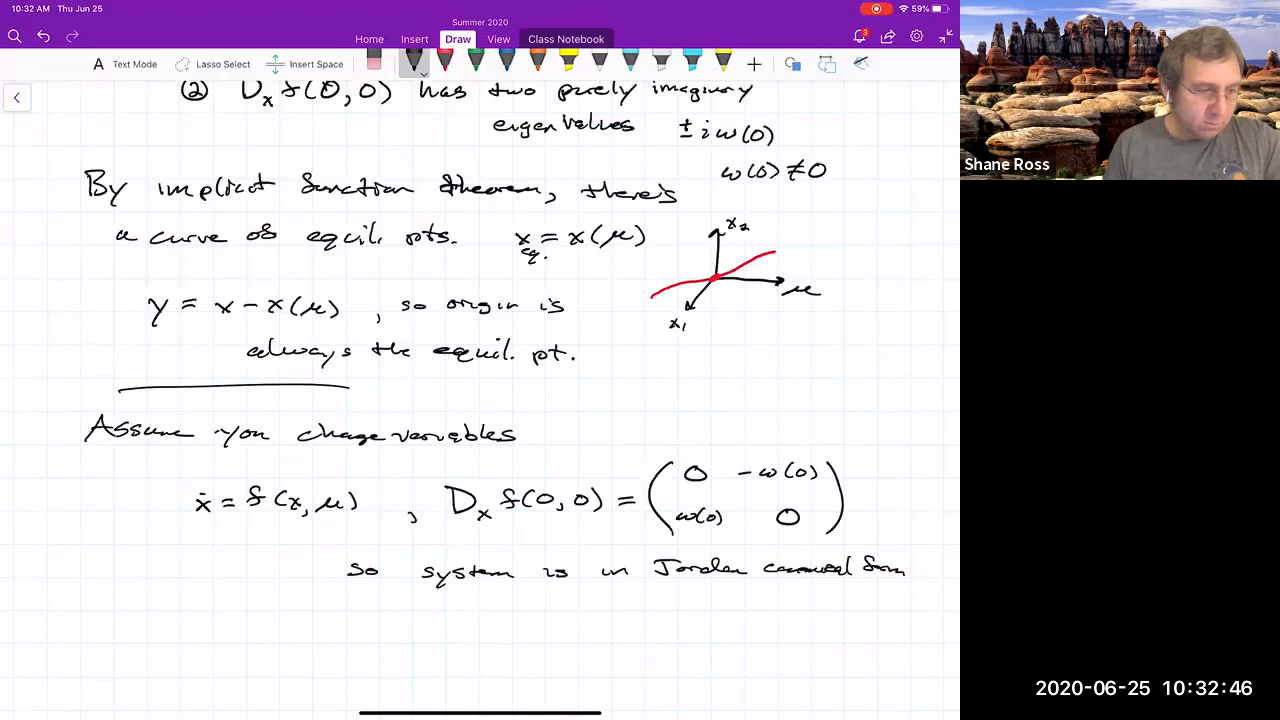 10:32 AM Thu Jun 25
59%
Summer 2020
Home Insert Draw View Class Notebook
3
A Text Mode Lasso Select Insert Space
(2) Dₓ f(0,0) has two purely imaginary
eigenvalues ± iω(0)
ω(0) ≠ 0
By implicit function theorem, there's
a curve of equil. pts. x = x(μ)
eq.
x₂
μ
x₁
y = x - x(μ) , so origin is
always the equil. pt.
Assume you change variables
ẋ = f(x, μ) , Dₓ f(0,0) = ( 0 -ω(0)
ω(0) 0 )
so system is in Jordan canonical form
Shane Ross
2020-06-25 10:32:46